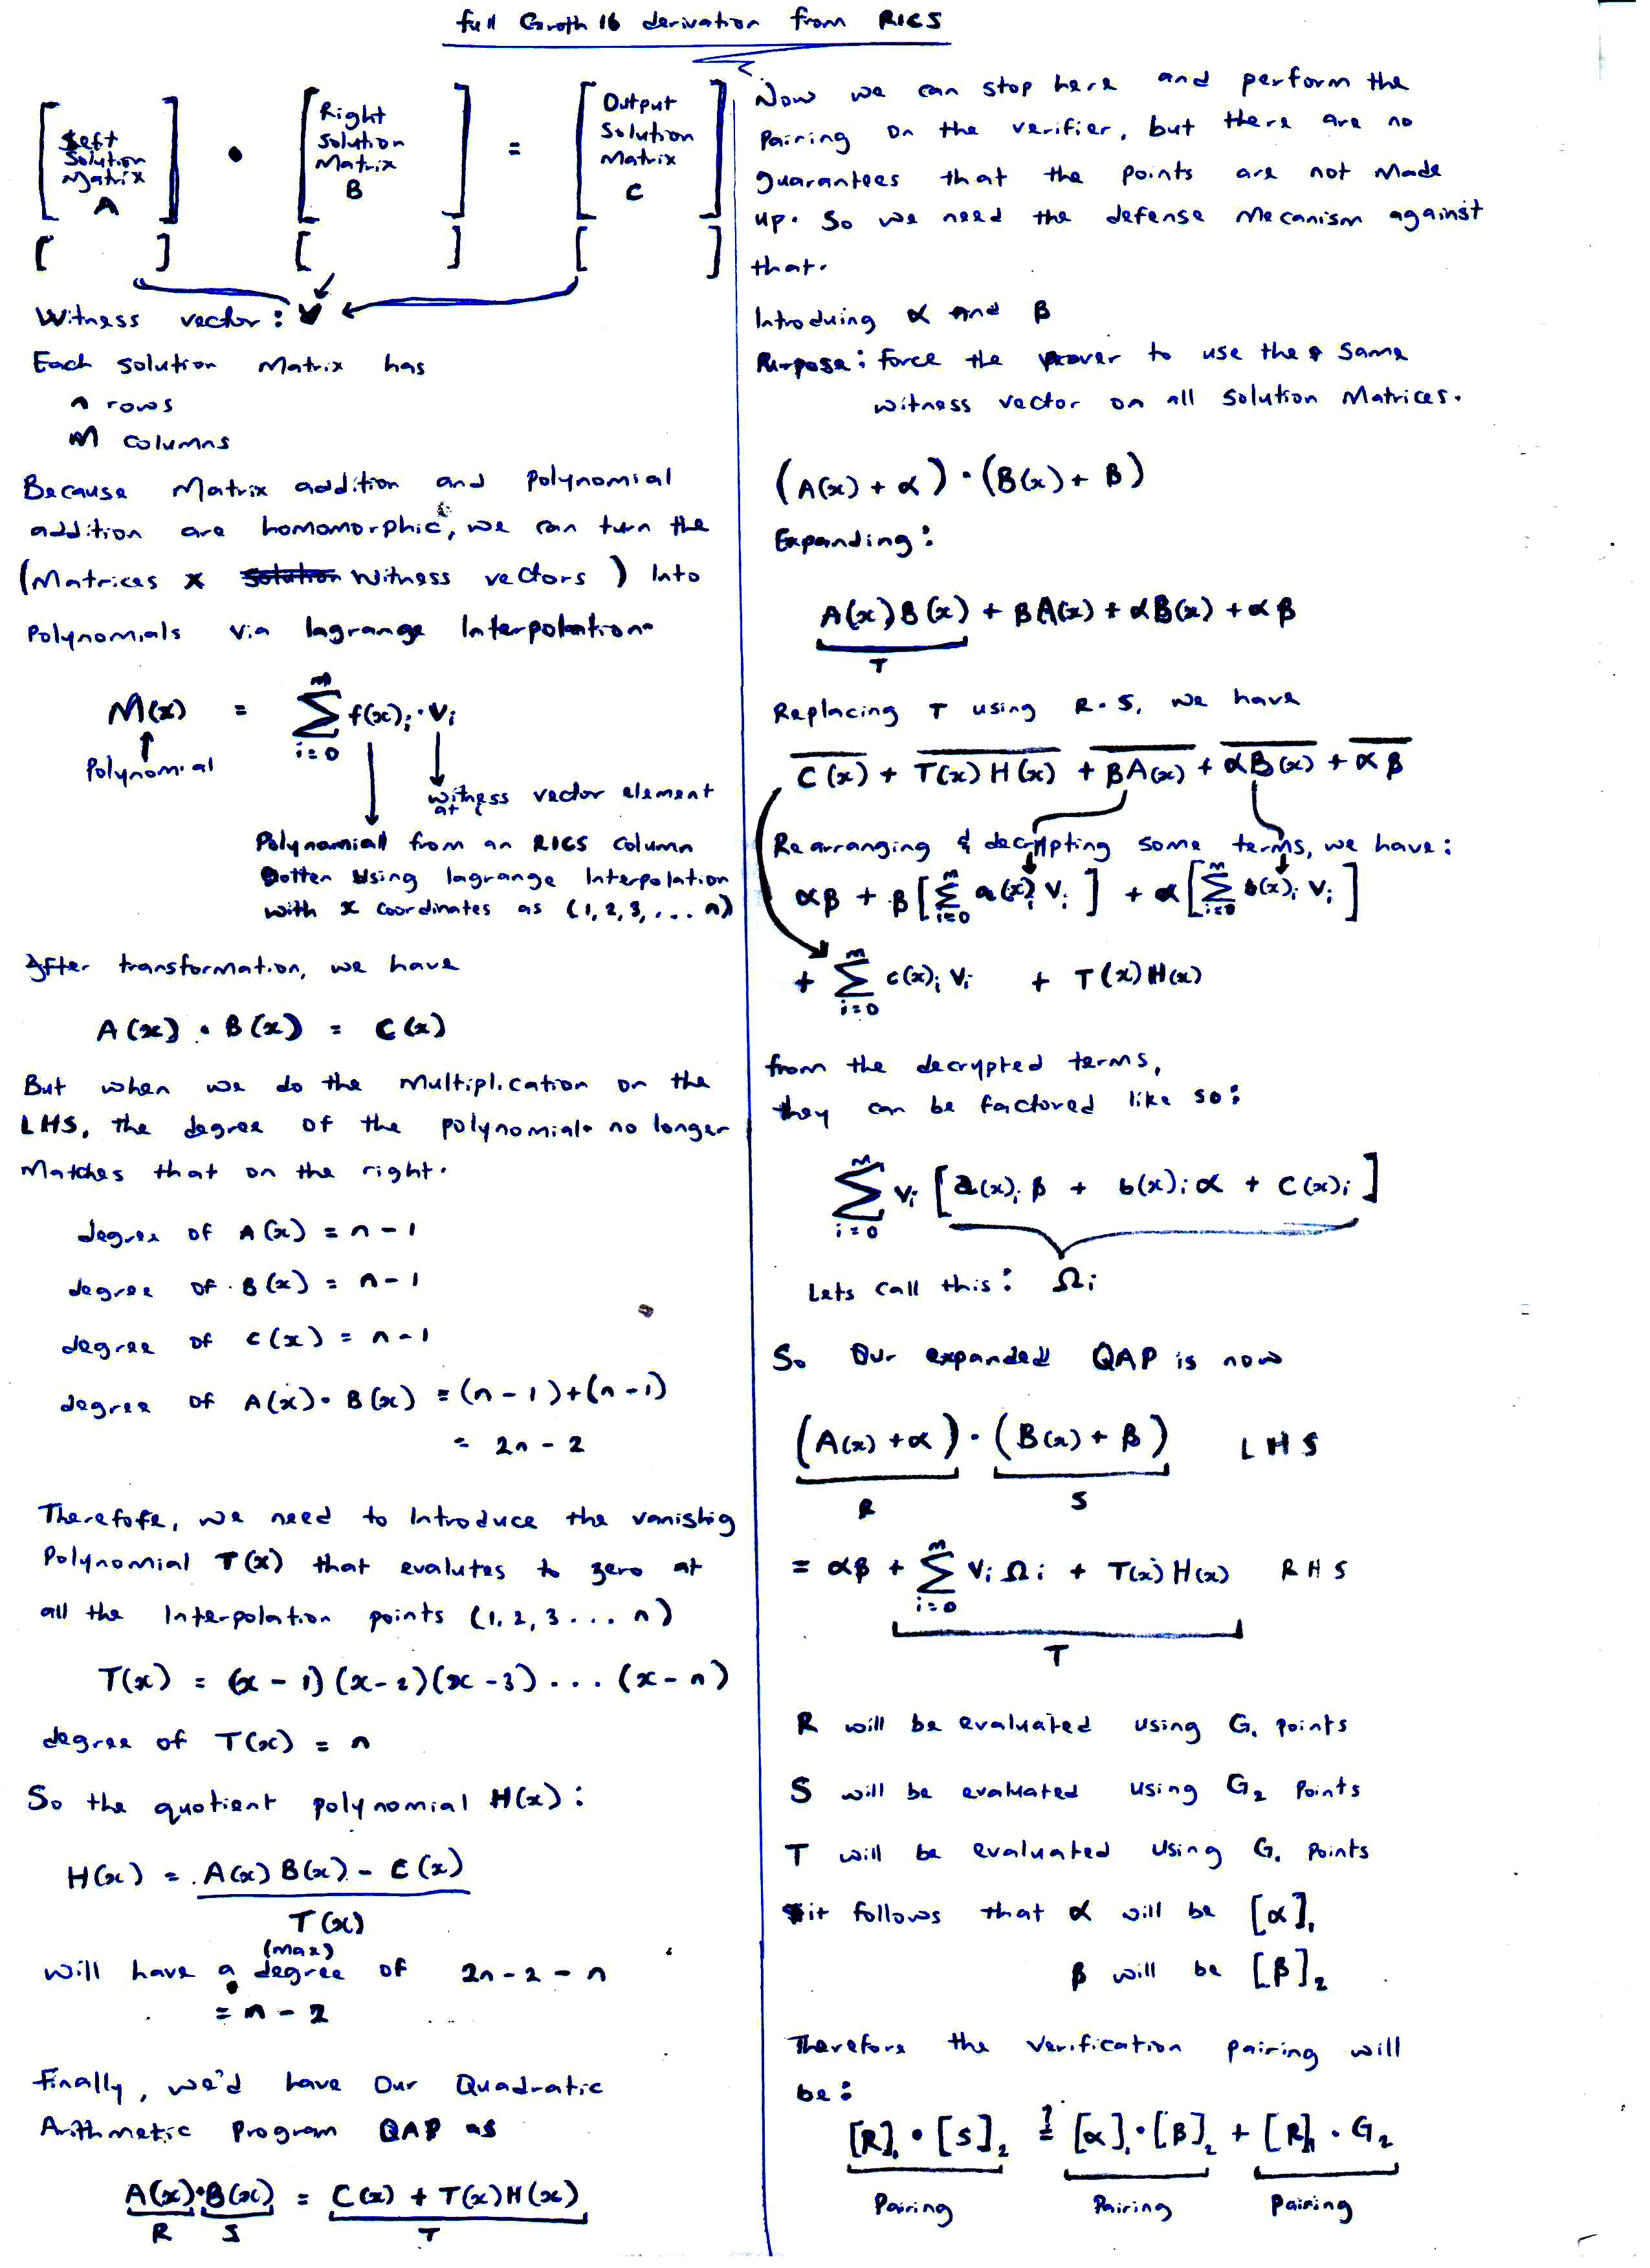 full Groth 16 derivation from R1CS
[Left Solution Matrix A] • [Right Solution Matrix B] = [Output Solution Matrix C]
[ ] [ ] [ ]
Witness vector: V
Each solution Matrix has
n rows
M columns
Because Matrix addition and polynomial
addition are homomorphic, we can turn the
(Matrices x solution Witness vectors) Into
Polynomials via lagrange Interpolation
M(x) = m∑i=0 f(x)i · Vi
Polynomial
witness vector element
at
Polynomial from an R1CS column
Gotten Using lagrange Interpolation
with x coordinates as (1, 2, 3, ... n)
After transformation, we have
A(x) • B(x) = C(x)
But when we do the Multiplication on the
LHS, the degree of the polynomial no longer
Matches that on the right.
degree of A(x) = n - 1
degree of B(x) = n - 1
degree of C(x) = n - 1
degree of A(x) • B(x) = (n - 1) + (n - 1)
= 2n - 2
Therefofe, we need to Introduce the vanishig
Polynomial T(x) that evalutes to zero at
all the Interpolation points (1, 2, 3 ... n)
T(x) = (x - 1)(x - 2)(x - 3) ... (x - n)
degree of T(x) = n
So the quotient polynomial H(x):
H(x) = A(x) B(x) - C(x)
T(x)
(max)
will have a degree of 2n - 2 - n
= n - 2
Finally, we'd have Our Quadratic
Arithmetic Program QAP as
A(x) • B(x) = C(x) + T(x) H(x)
R S T
Now we can stop here and perform the
Pairing on the verifier, but there are no
guarantees that the points are not Made
up. So we need the defense Mecanism against
that.
Introduing α And β
Purpose: force the prover to use the same
witness vector on all solution Matrices.
(A(x) + α) • (B(x) + β)
Expanding:
A(x) B(x) + βA(x) + αB(x) + αβ
T
Replacing T using R.S, we have
C(x) + T(x) H(x) + βA(x) + αB(x) + αβ
Rearranging & decrypting some terms, we have:
αβ + β[m∑i=0 a(x)i Vi] + α[m∑i=0 b(x)i Vi]
+ m∑i=0 c(x)i Vi + T(x) H(x)
from the decrypted terms,
they can be factored like so:
m∑i=0 Vi [a(x)i β + b(x)i α + C(x)i]
Lets call this: Ωi
So Our expanded QAP is now
(A(x) + α) • (B(x) + β) LHS
R S
= αβ + m∑i=0 Vi Ωi + T(x) H(x) RHS
T
R will be evaluated using G1 points
S will be evaluated using G2 Points
T will be evaluated Using G1 Points
it follows that α will be [α]1
β will be [β]2
Therefore the verification pairing will
be:
[R]1 • [S]2 ≟ [α]1 • [β]2 + [R]1 • G2
Pairing Pairing Pairing